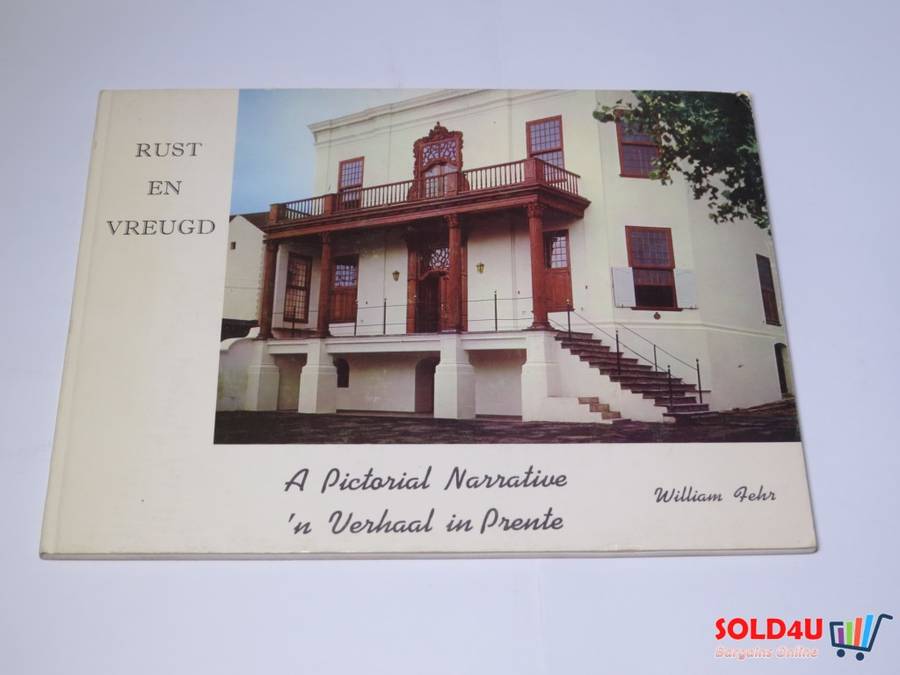 RUST
EN
VREUGD
A Pictorial Narrative
'n Verhaal in Prente
William Fehr
SOLD4U
Bargains Online